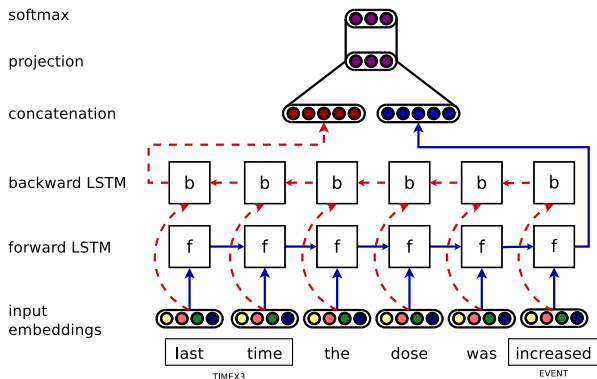 softmax
projection
concatenation
backward LSTM
b b b b b b
forward LSTM
f f f f f f
input
embeddings
last time the dose was increased
TIMEX3 EVENT